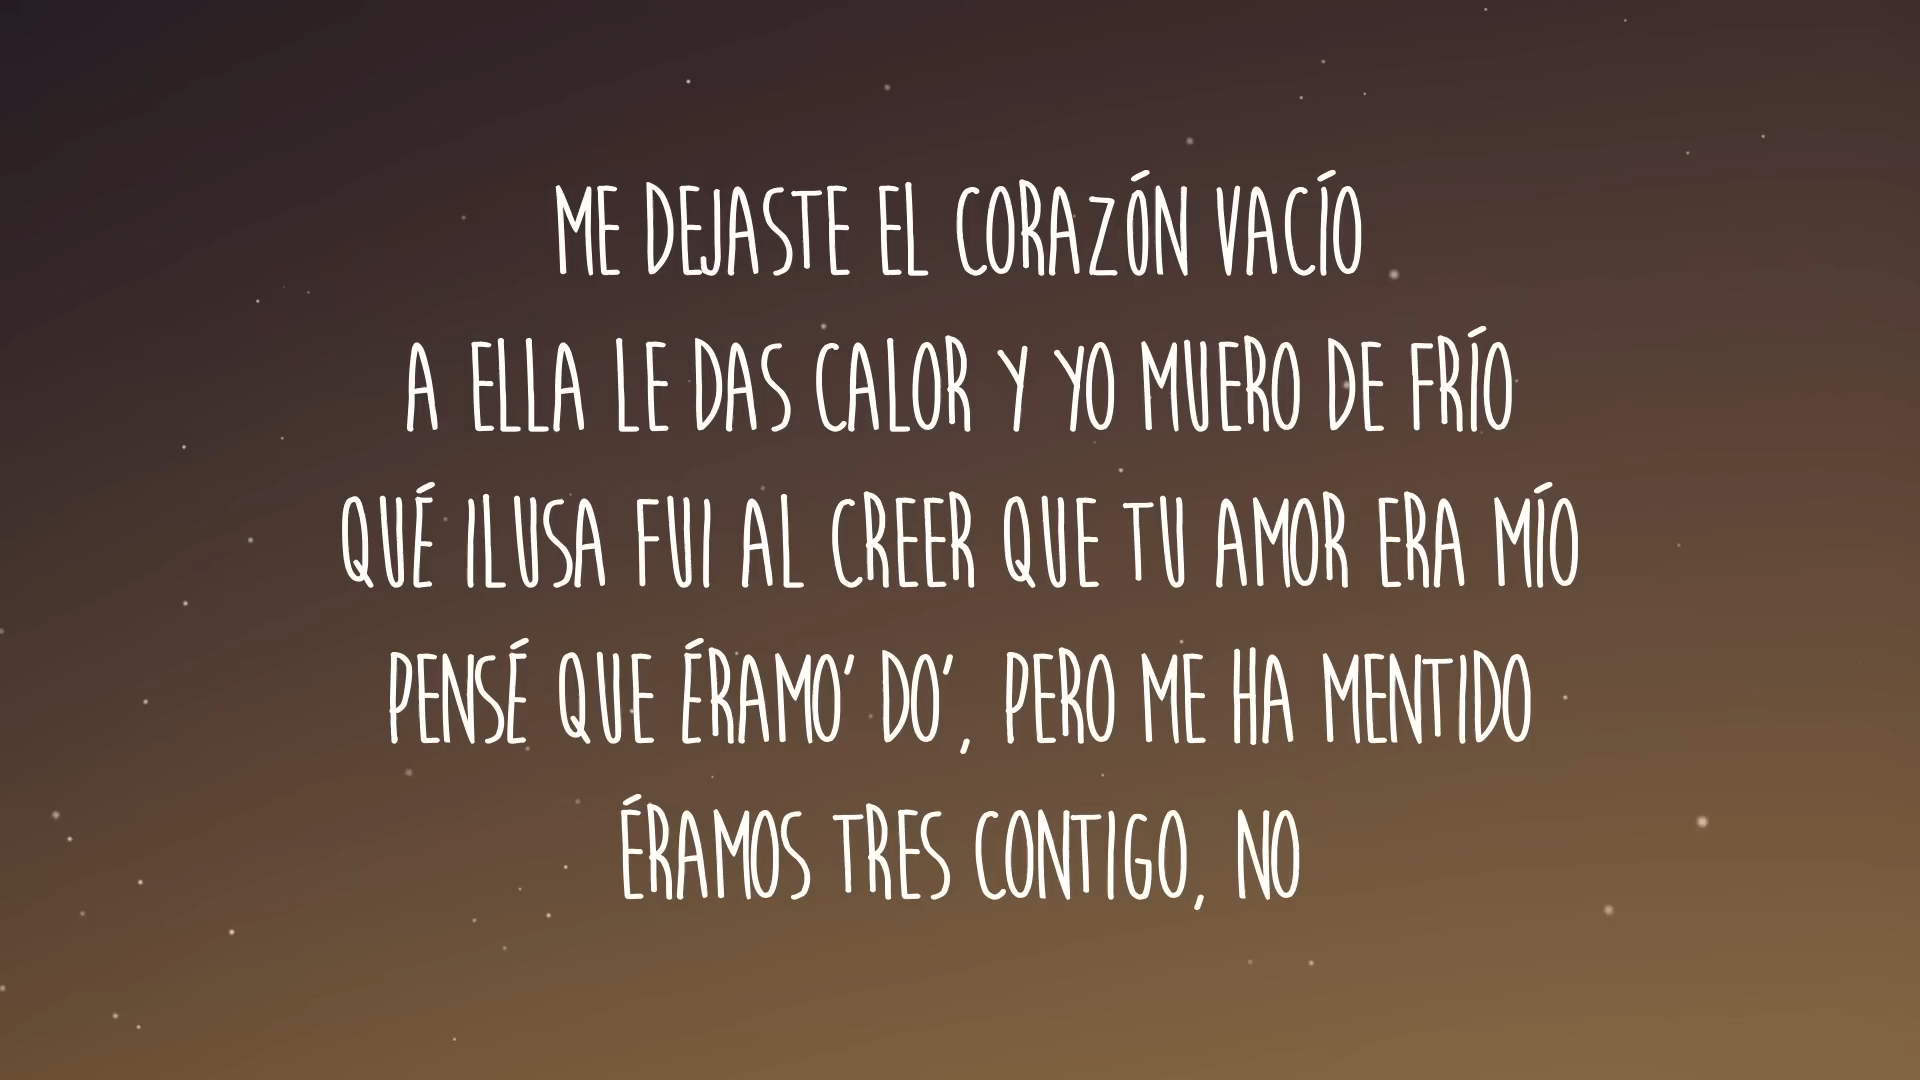 ME DEJASTE EL CORAZÓN VACÍO
A ELLA LE DAS CALOR Y YO MUERO DE FRÍO
QUÉ ILUSA FUI AL CREER QUE TU AMOR ERA MÍO
PENSÉ QUE ÉRAMO' DO', PERO ME HA MENTIDO
ÉRAMOS TRES CONTIGO, NO